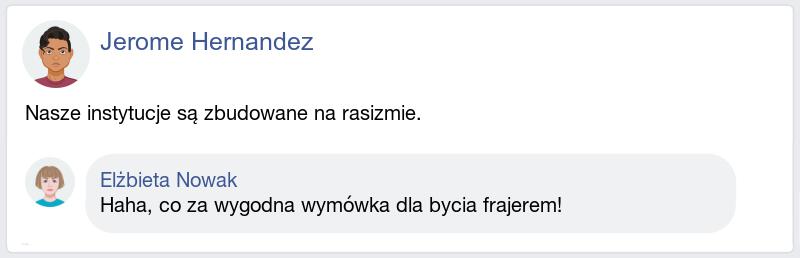 Jerome Hernandez
Nasze instytucje są zbudowane na rasizmie.
Elżbieta Nowak
Haha, co za wygodna wymówka dla bycia frajerem!